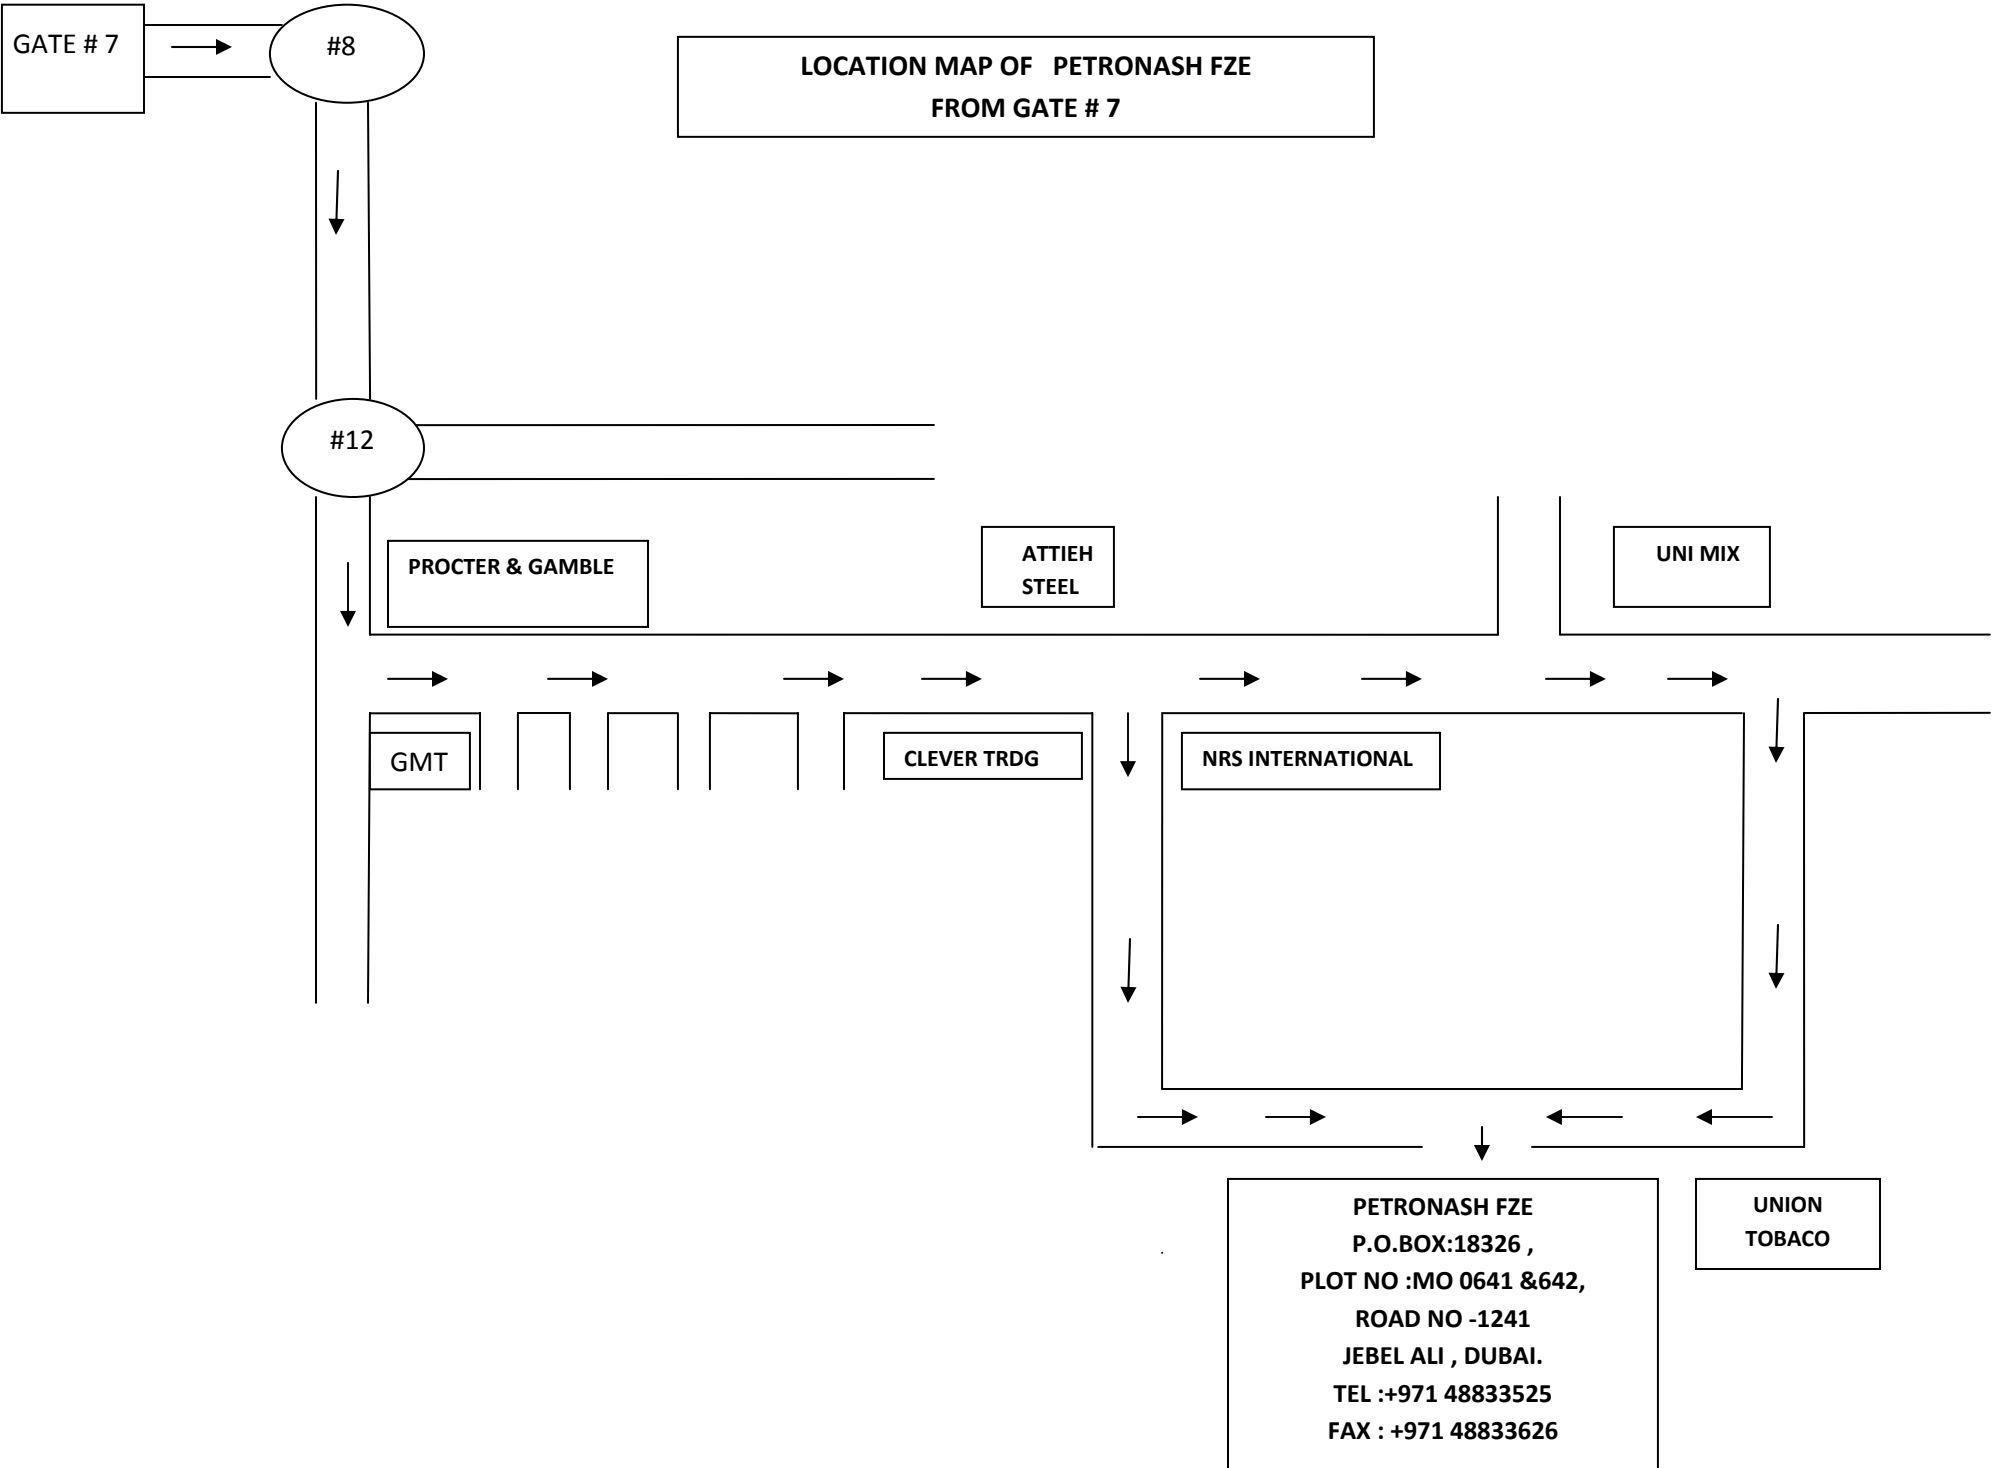 GATE # 7
#8
LOCATION MAP OF PETRONASH FZE
FROM GATE # 7
#12
PROCTER & GAMBLE
ATTIEH
STEEL
UNI MIX
GMT
CLEVER TRDG
NRS INTERNATIONAL
PETRONASH FZE
P.O.BOX:18326 ,
PLOT NO :MO 0641 &642,
ROAD NO -1241
JEBEL ALI , DUBAI.
TEL :+971 48833525
FAX : +971 48833626
UNION
TOBACO